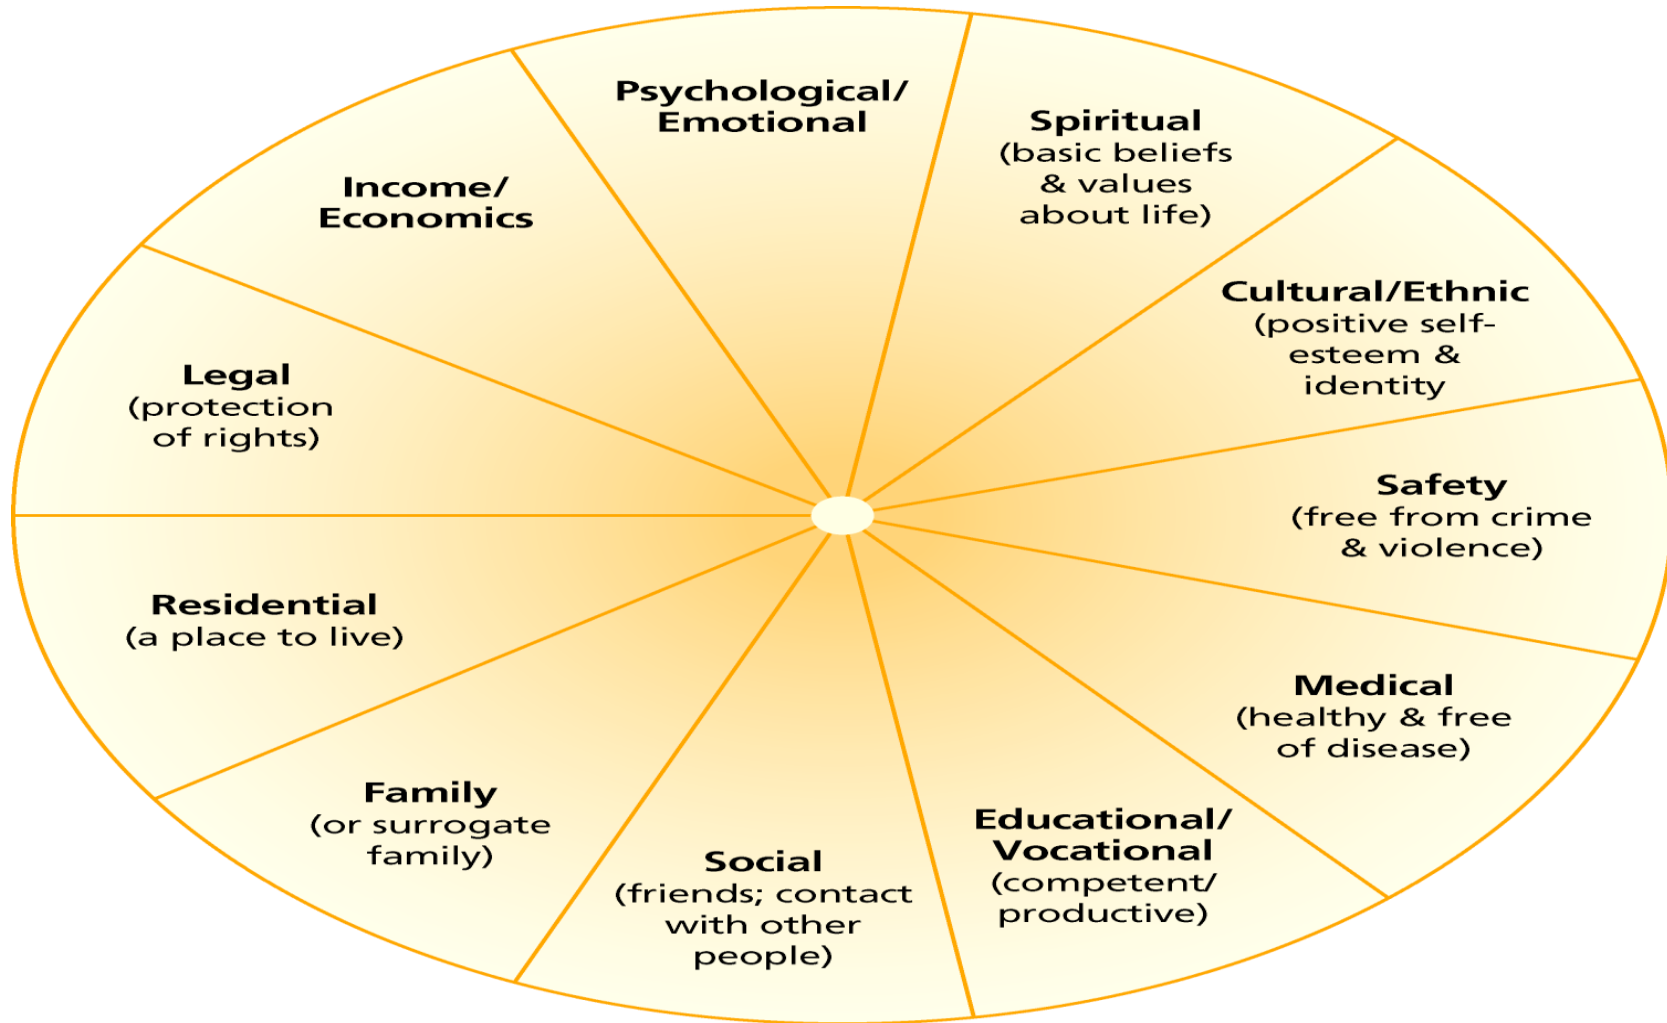 Psychological/
Emotional
Spiritual
(basic beliefs
& values
about life)
Cultural/Ethnic
(positive self-
esteem &
identity
Safety
(free from crime
& violence)
Medical
(healthy & free
of disease)
Educational/
Vocational
(competent/
productive)
Social
(friends; contact
with other
people)
Family
(or surrogate
family)
Residential
(a place to live)
Legal
(protection
of rights)
Income/
Economics